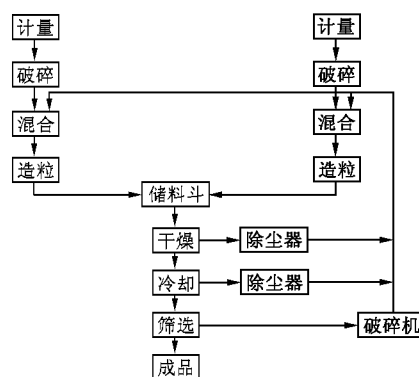 计量
计量
破碎
破碎
混合
混合
造粒
造粒
储料斗
干燥
除尘器
冷却
除尘器
筛选
破碎机
成品